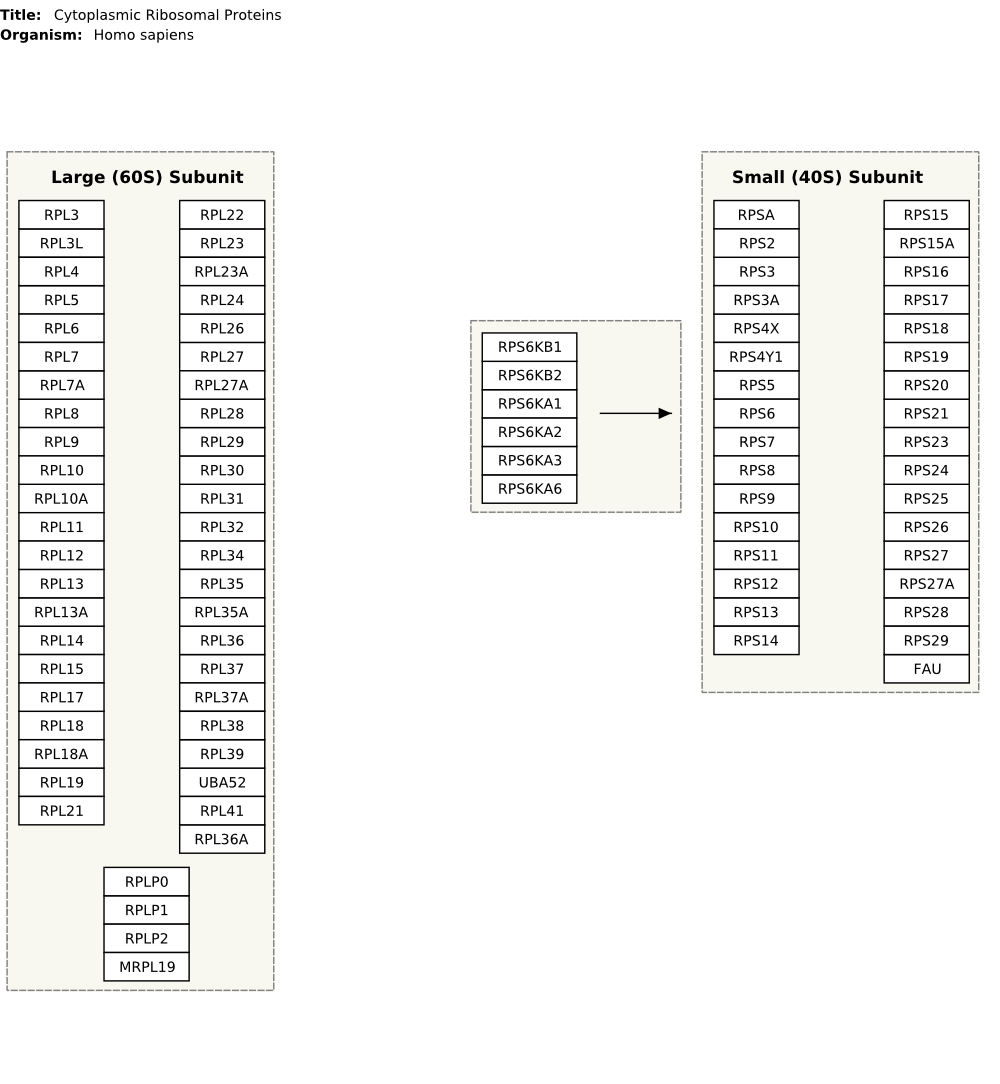 Title: Cytoplasmic Ribosomal Proteins
Organism: Homo sapiens
Large (60S) Subunit
RPL3
RPL3L
RPL4
RPL5
RPL6
RPL7
RPL7A
RPL8
RPL9
RPL10
RPL10A
RPL11
RPL12
RPL13
RPL13A
RPL14
RPL15
RPL17
RPL18
RPL18A
RPL19
RPL21
RPL22
RPL23
RPL23A
RPL24
RPL26
RPL27
RPL27A
RPL28
RPL29
RPL30
RPL31
RPL32
RPL34
RPL35
RPL35A
RPL36
RPL37
RPL37A
RPL38
RPL39
UBA52
RPL41
RPL36A
RPLP0
RPLP1
RPLP2
MRPL19
RPS6KB1
RPS6KB2
RPS6KA1
RPS6KA2
RPS6KA3
RPS6KA6
Small (40S) Subunit
RPSA
RPS2
RPS3
RPS3A
RPS4X
RPS4Y1
RPS5
RPS6
RPS7
RPS8
RPS9
RPS10
RPS11
RPS12
RPS13
RPS14
RPS15
RPS15A
RPS16
RPS17
RPS18
RPS19
RPS20
RPS21
RPS23
RPS24
RPS25
RPS26
RPS27
RPS27A
RPS28
RPS29
FAU